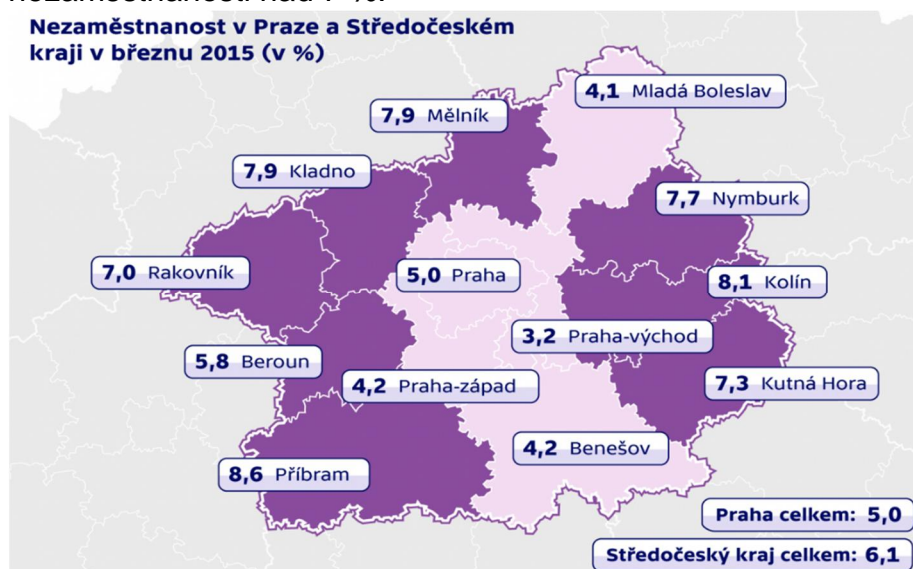 nezaměstnanosti nad 7 %.
Nezaměstnanost v Praze a Středočeském
kraji v březnu 2015 (v %)
4,1 Mladá Boleslav
7,9 Mělník
7,9 Kladno
7,7 Nymburk
7,0 Rakovník
5,0 Praha
8,1 Kolín
3,2 Praha-východ
5,8 Beroun
4,2 Praha-západ
7,3 Kutná Hora
4,2 Benešov
8,6 Příbram
Praha celkem: 5,0
Středočeský kraj celkem: 6,1